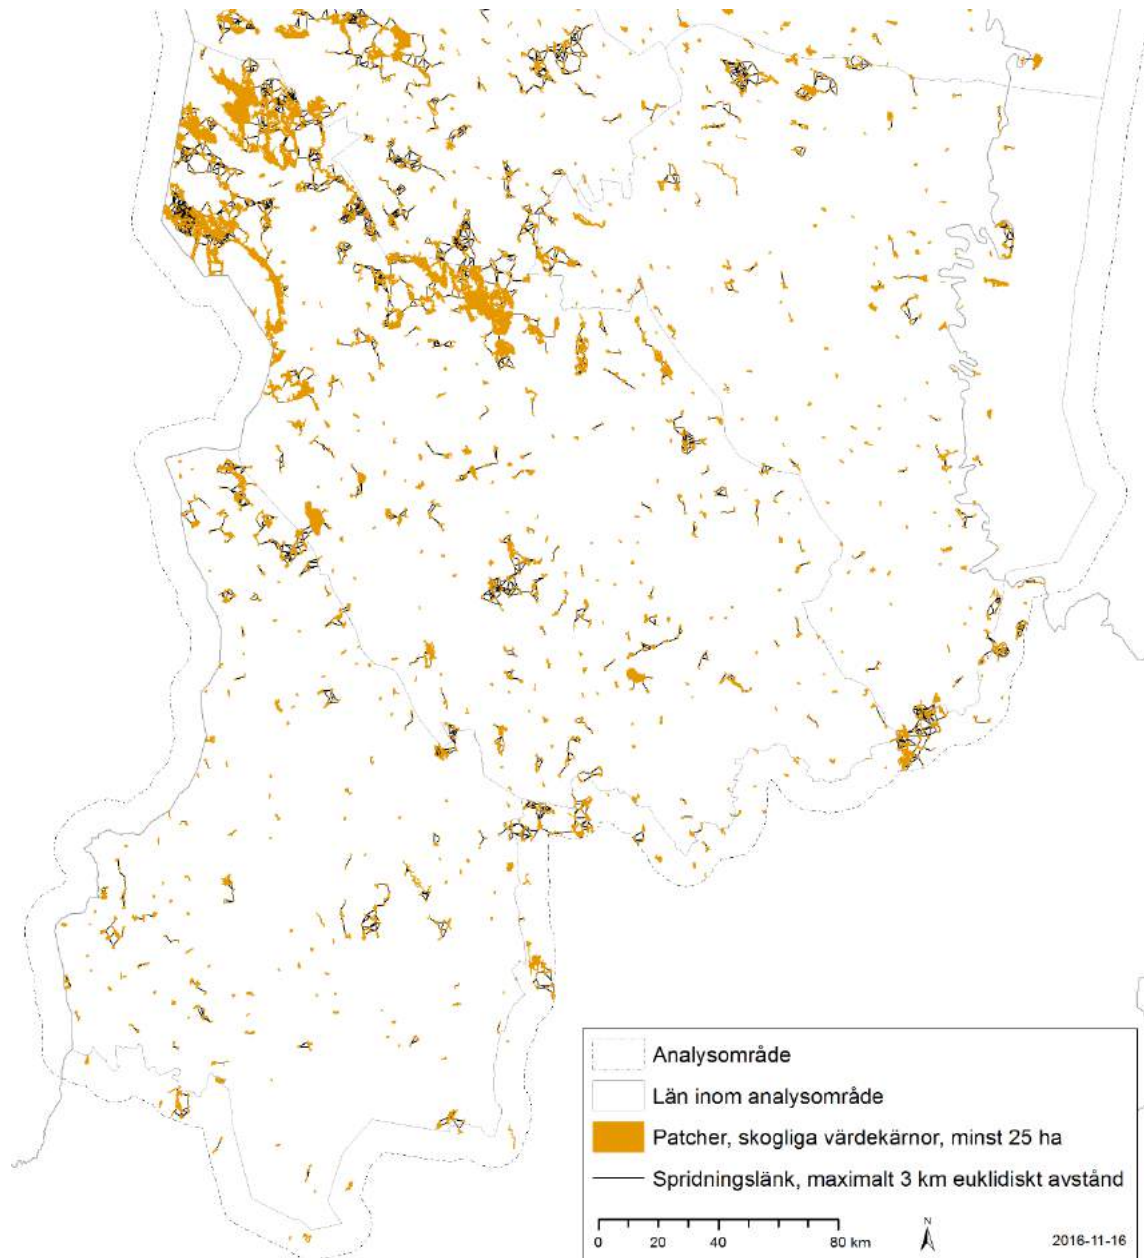 Analysområde
Län inom analysområde
Patcher, skogliga värdekärnor, minst 25 ha
Spridningslänk, maximalt 3 km euklidiskt avstånd
N
0 20 40 80 km
2016-11-16